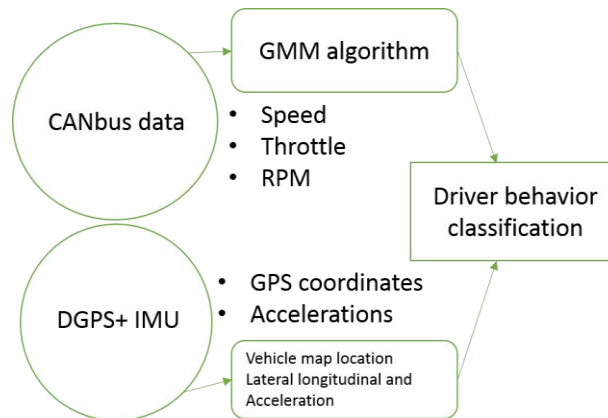 GMM algorithm
CANbus data
• Speed
• Throttle
• RPM
Driver behavior
classification
DGPS+ IMU
• GPS coordinates
• Accelerations
Vehicle map location
Lateral longitudinal and
Acceleration